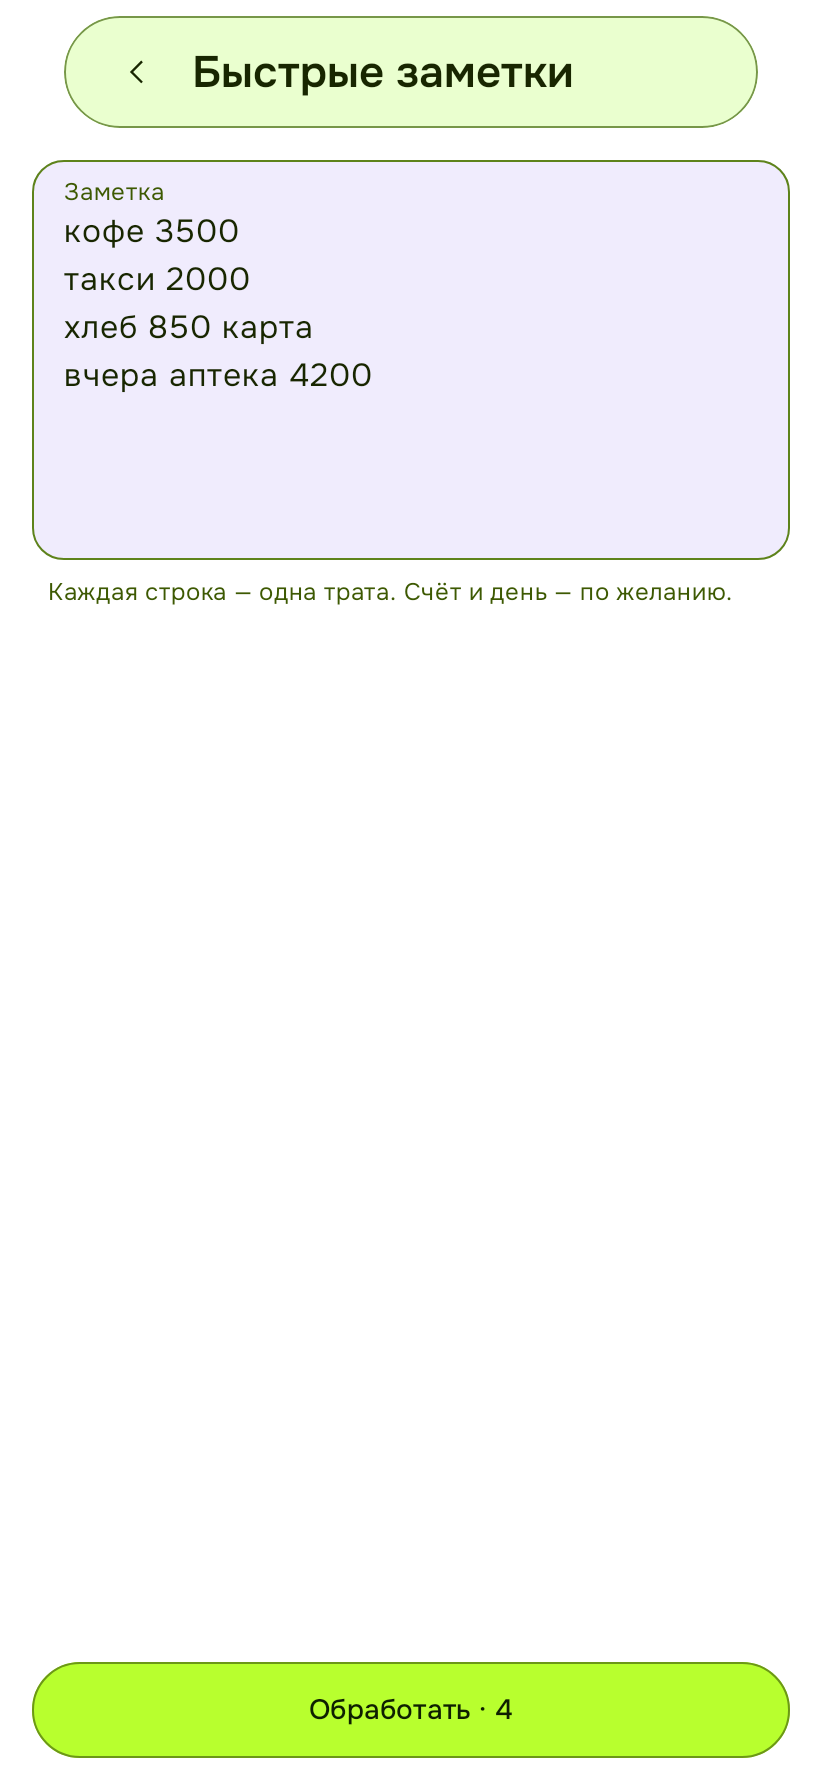 Быстрые заметки
Заметка
кофе 3500
такси 2000
хлеб 850 карта
вчера аптека 4200
Каждая строка — одна трата. Счёт и день — по желанию.
Обработать · 4